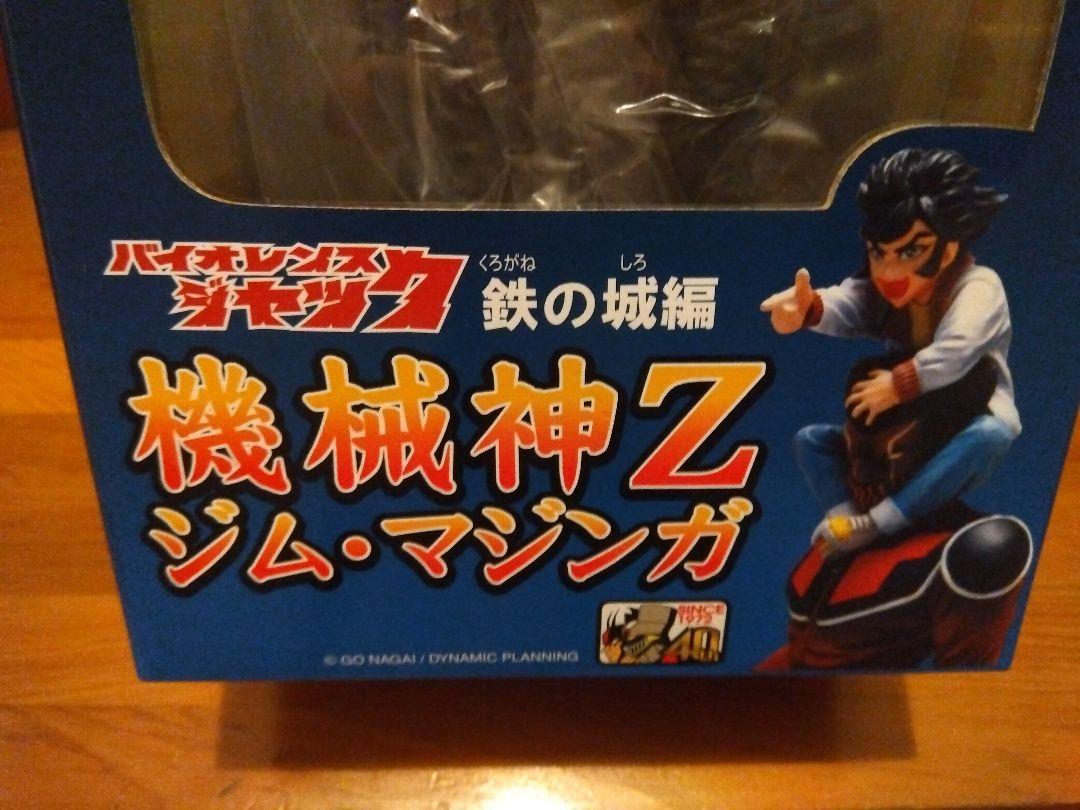 バイオレンス
ジャック
くろがね しろ
鉄の城編
機械神Z
ジム・マジンガ
SINCE
1972
40th
© GO NAGAI / DYNAMIC PLANNING